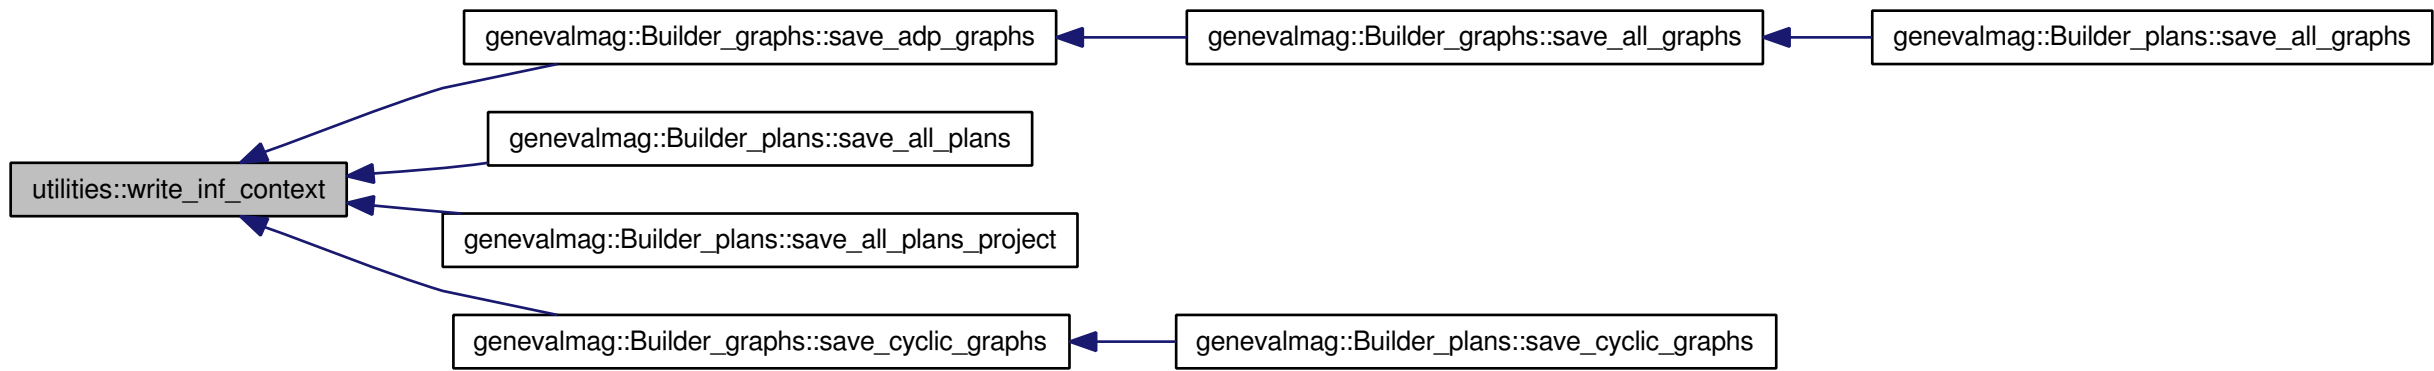 genevalmag::Builder_graphs::save_adp_graphs
genevalmag::Builder_graphs::save_all_graphs
genevalmag::Builder_plans::save_all_graphs
genevalmag::Builder_plans::save_all_plans
utilities::write_inf_context
genevalmag::Builder_plans::save_all_plans_project
genevalmag::Builder_graphs::save_cyclic_graphs
genevalmag::Builder_plans::save_cyclic_graphs